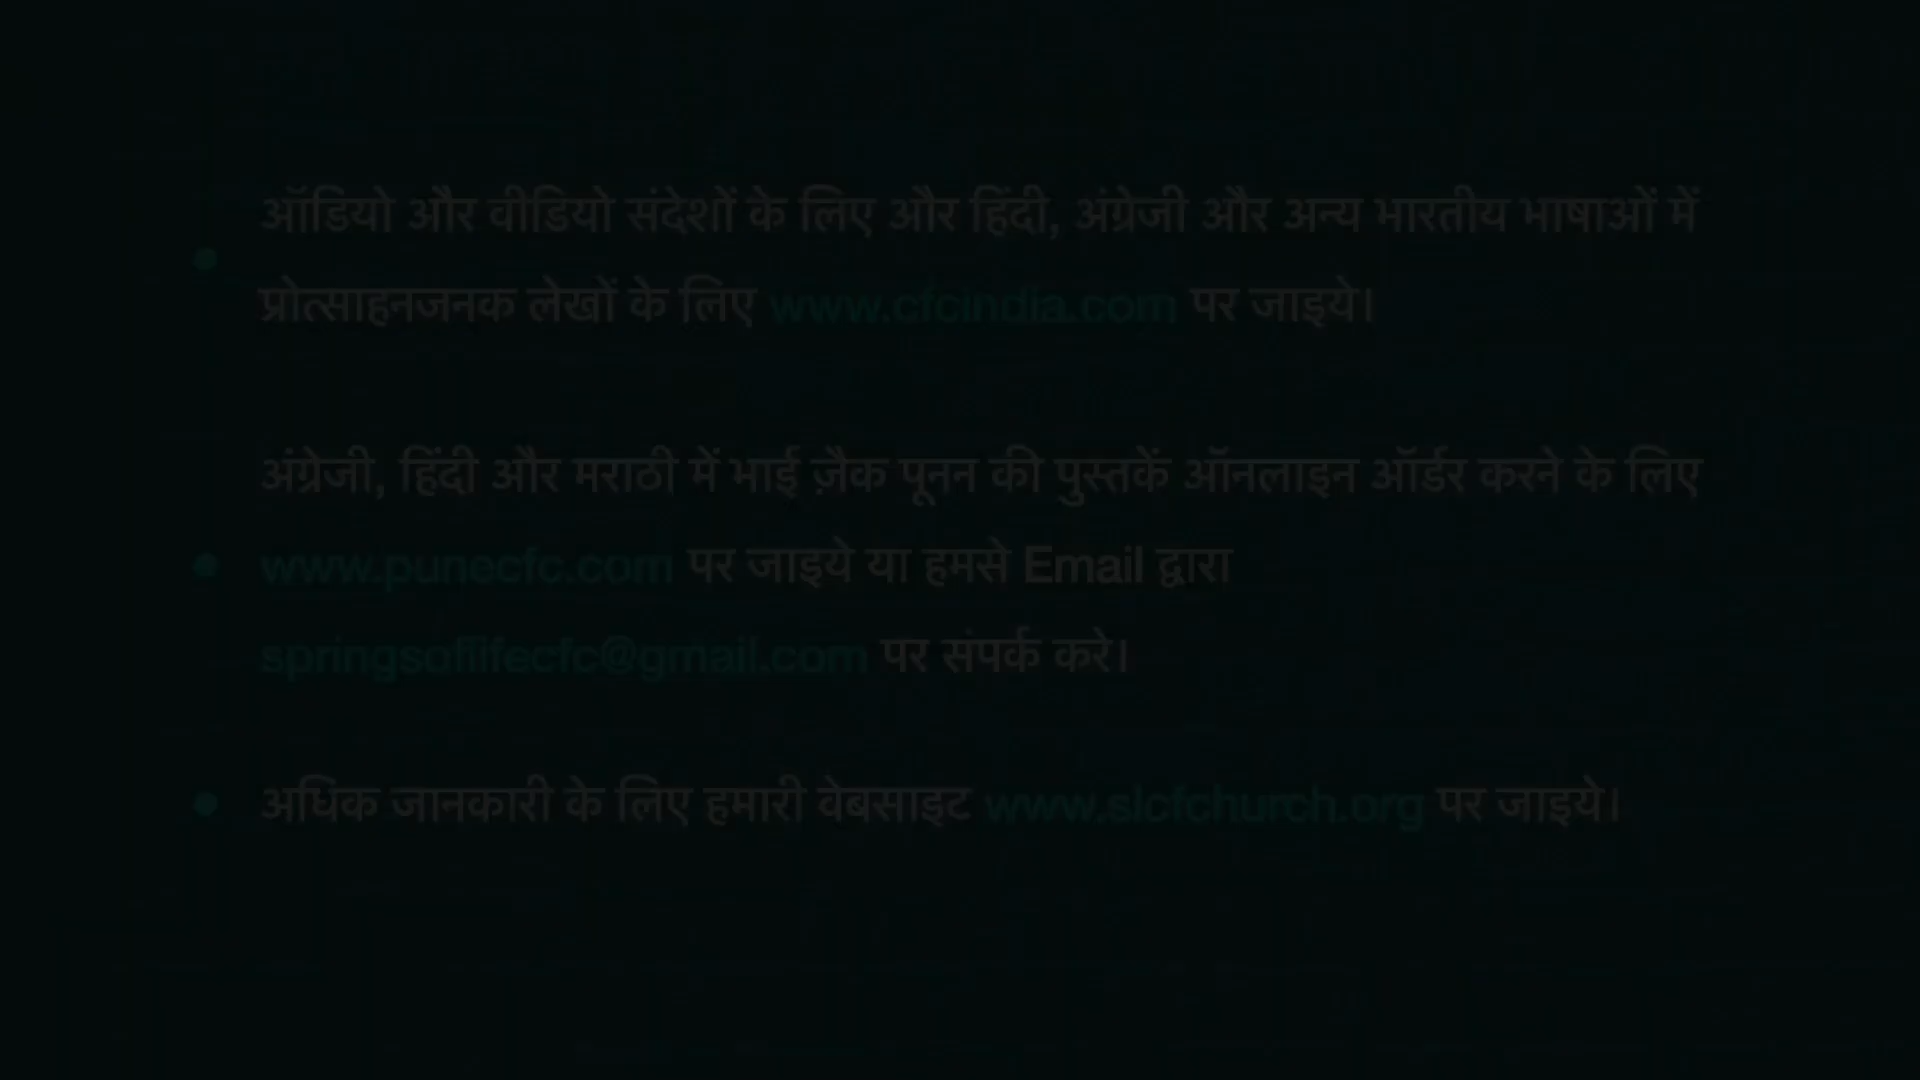 ऑडियो और वीडियो संदेशों के लिए और हिंदी, अंग्रेजी और अन्य भारतीय भाषाओं में
प्रोत्साहनजनक लेखों के लिए www.cfcindia.com पर जाइये।
अंग्रेजी, हिंदी और मराठी में भाई ज़ैक पूनन की पुस्तकें ऑनलाइन ऑर्डर करने के लिए
www.punecfc.com पर जाइये या हमसे Email द्वारा
springsoflifecfc@gmail.com पर संपर्क करे।
अधिक जानकारी के लिए हमारी वेबसाइट www.slcfchurch.org पर जाइये।